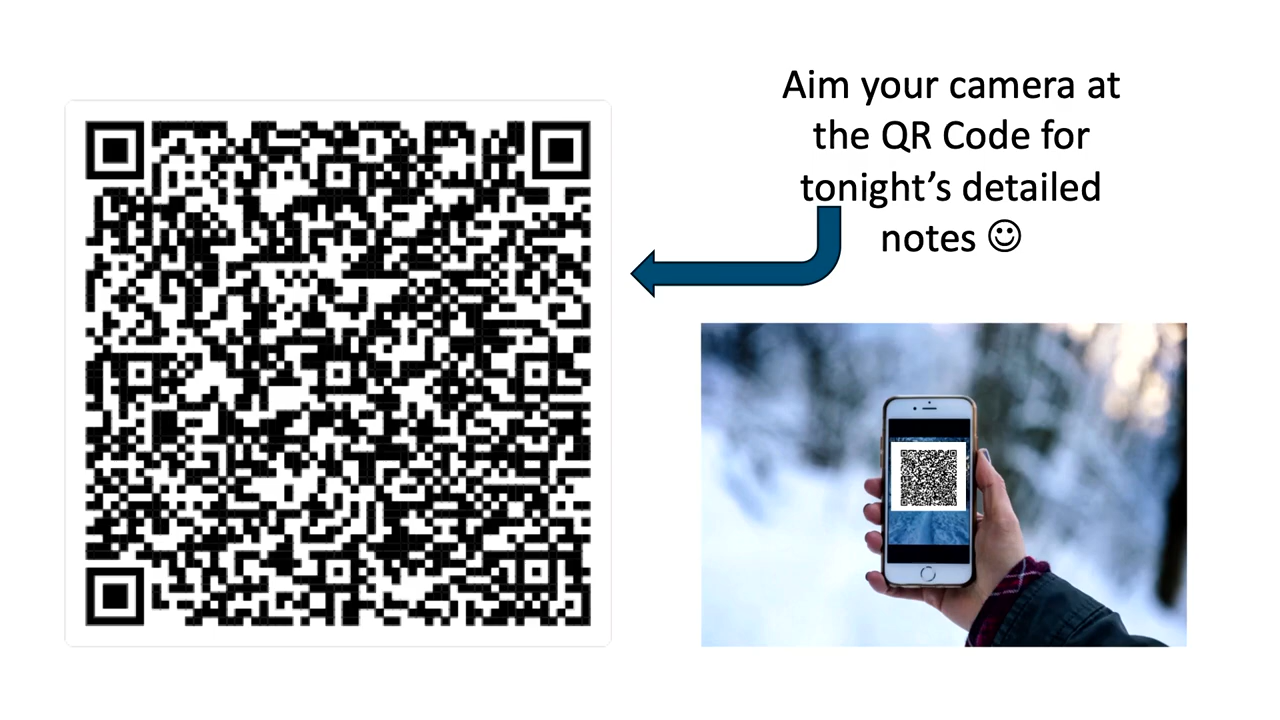 Aim your camera at
the QR Code for
tonight’s detailed
notes ☺